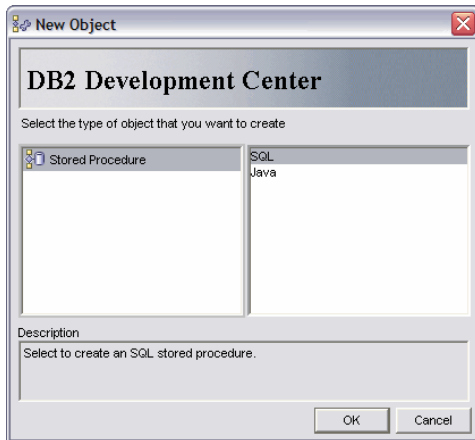 New Object
DB2 Development Center
Select the type of object that you want to create
Stored Procedure
SQL
Java
Description
Select to create an SQL stored procedure.
OK
Cancel